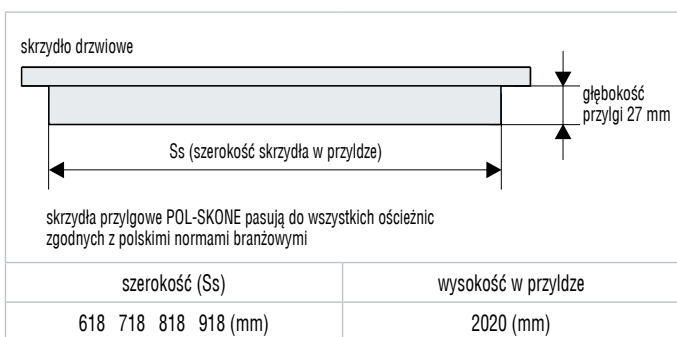 skrzydło drzwiowe
głębokość
przylgi 27 mm
Ss (szerokość skrzydła w przyldze)
skrzydła przylgowe POL-SKONE pasują do wszystkich ościeżnic
zgodnych z polskimi normami branżowymi
szerokość (Ss) wysokość w przyldze
618 718 818 918 (mm) 2020 (mm)